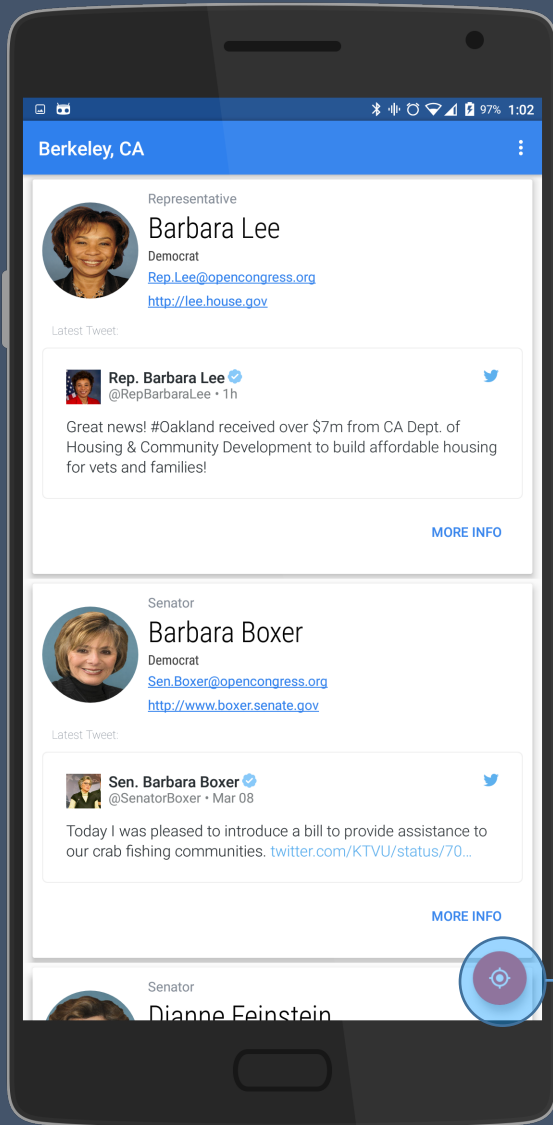 97% 1:02
Berkeley, CA
Representative
Barbara Lee
Democrat
Rep.Lee@opencongress.org
http://lee.house.gov
Latest Tweet:
Rep. Barbara Lee
@RepBarbaraLee • 1h
Great news! #Oakland received over $7m from CA Dept. of
Housing & Community Development to build affordable housing
for vets and families!
MORE INFO
Senator
Barbara Boxer
Democrat
Sen.Boxer@opencongress.org
http://www.boxer.senate.gov
Latest Tweet:
Sen. Barbara Boxer
@SenatorBoxer • Mar 08
Today I was pleased to introduce a bill to provide assistance to
our crab fishing communities. twitter.com/KTVU/status/70...
MORE INFO
Senator
Dianne Feinstein